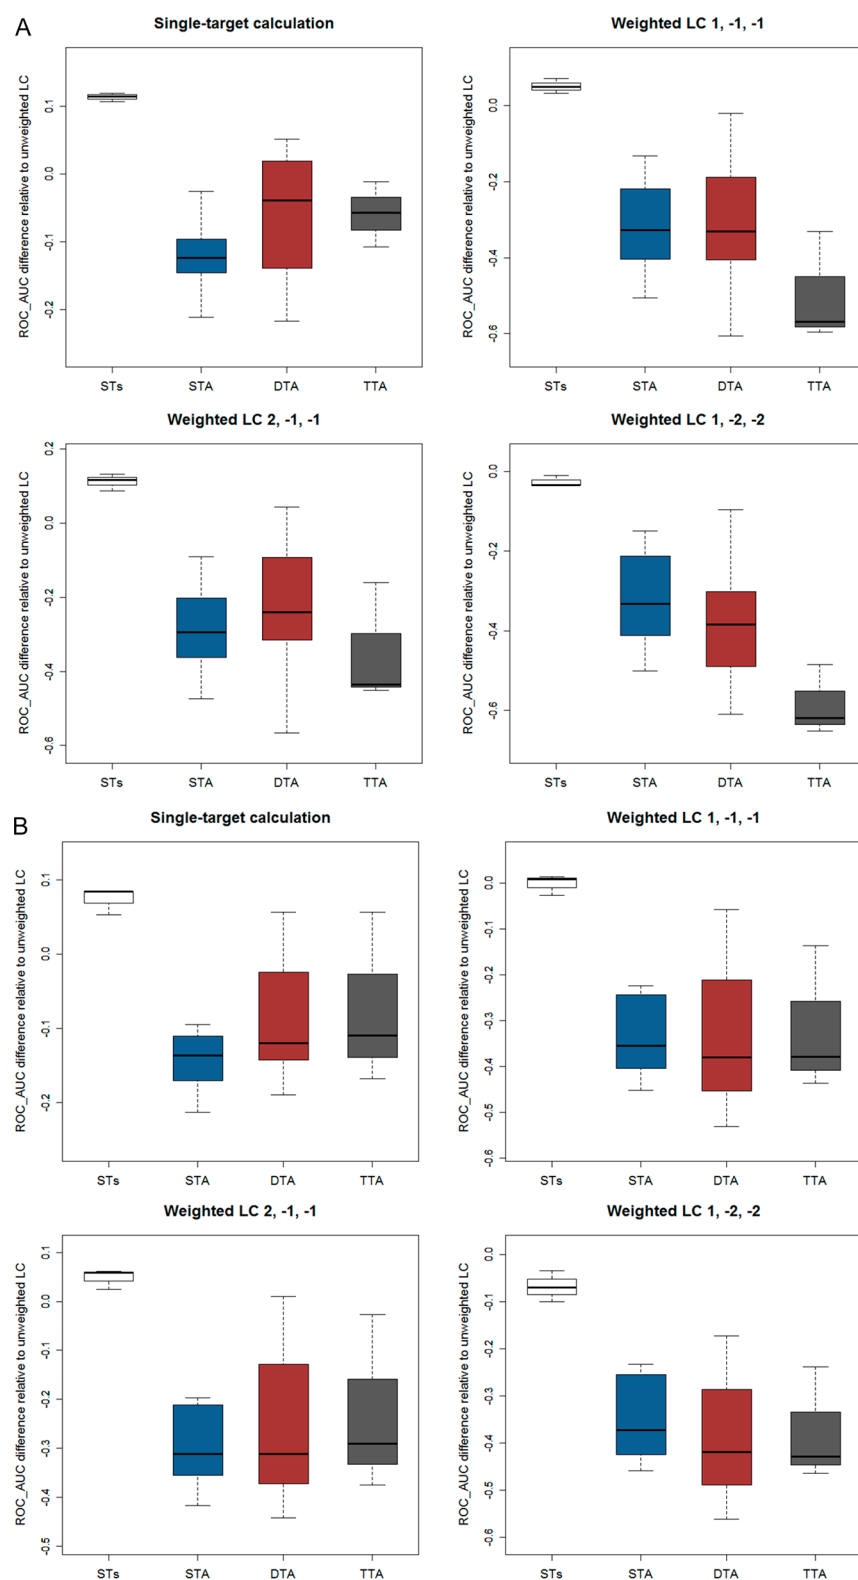 A
Single-target calculation
Weighted LC 1, -1, -1
ROC_AUC difference relative to unweighted LC
0.1
0.0
-0.1
-0.2
STs STA DTA TTA
ROC_AUC difference relative to unweighted LC
0.0
-0.2
-0.4
-0.6
STs STA DTA TTA
Weighted LC 2, -1, -1
Weighted LC 1, -2, -2
ROC_AUC difference relative to unweighted LC
0.2
0.0
-0.2
-0.4
-0.6
STs STA DTA TTA
ROC_AUC difference relative to unweighted LC
0.0
-0.2
-0.4
-0.6
STs STA DTA TTA
B
Single-target calculation
Weighted LC 1, -1, -1
ROC_AUC difference relative to unweighted LC
0.1
0.0
-0.1
-0.2
STs STA DTA TTA
ROC_AUC difference relative to unweighted LC
0.0
-0.1
-0.2
-0.3
-0.4
-0.5
-0.6
STs STA DTA TTA
Weighted LC 2, -1, -1
Weighted LC 1, -2, -2
ROC_AUC difference relative to unweighted LC
0.1
0.0
-0.1
-0.2
-0.3
-0.4
-0.5
STs STA DTA TTA
ROC_AUC difference relative to unweighted LC
0.0
-0.1
-0.2
-0.3
-0.4
-0.5
-0.6
STs STA DTA TTA